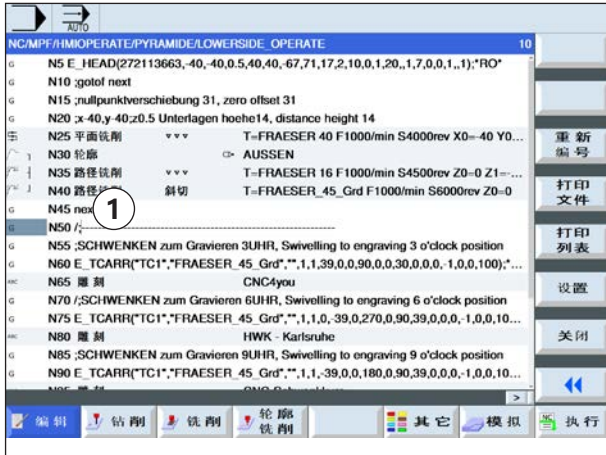 AUTO
NC/MPF/HMIOPERATE/PYRAMIDE/LOWERSIDE_OPERATE 10
G N5 E_HEAD(272113663,-40,-40,0.5,40,40,-67,71,17,2,10,0,1,20,,1,7,0,0,1,,1);*RO*
G N10 ;gotof next
G N15 ;nullpunktverschiebung 31, zero offset 31
G N20 ;x-40,y-40;z0.5 Unterlagen hoehe14, distance height 14
N25 平面铣削 ▿▿▿ T=FRAESER 40 F1000/min S4000rev X0=-40 Y0...
N30 轮廓 AUSSEN
N35 路径铣削 ▿▿▿ T=FRAESER 16 F1000/min S4500rev Z0=0 Z1=-...
N40 路径铣削 斜切 T=FRAESER_45_Grd F1000/min S6000rev Z0=0
G N45 nex
1
G N50 /;-----------------------------------------------------
G N55 ;SCHWENKEN zum Gravieren 3UHR, Swivelling to engraving 3 o'clock position
G N60 E_TCARR("TC1","FRAESER_45_Grd","",1,1,39,0,0,90,0,0,30,0,0,0,-1,0,0,100);*...
ABC N65 雕刻 CNC4you
G N70 /;SCHWENKEN zum Gravieren 6UHR, Swivelling to engraving 6 o'clock position
G N75 E_TCARR("TC1","FRAESER_45_Grd","",1,1,0,-39,0,270,0,90,39,0,0,0,-1,0,0,10...
ABC N80 雕刻 HWK - Karlsruhe
G N85 ;SCHWENKEN zum Gravieren 9UHR, Swivelling to engraving 9 o'clock position
G N90 E_TCARR("TC1","FRAESER_45_Grd","",1,1,-39,0,0,180,0,90,39,0,0,0,-1,0,0,10...
重新
编号
打印
文件
打印
列表
设置
关闭
编辑 钻削 铣削 轮廓
铣削 其它 模拟 执行